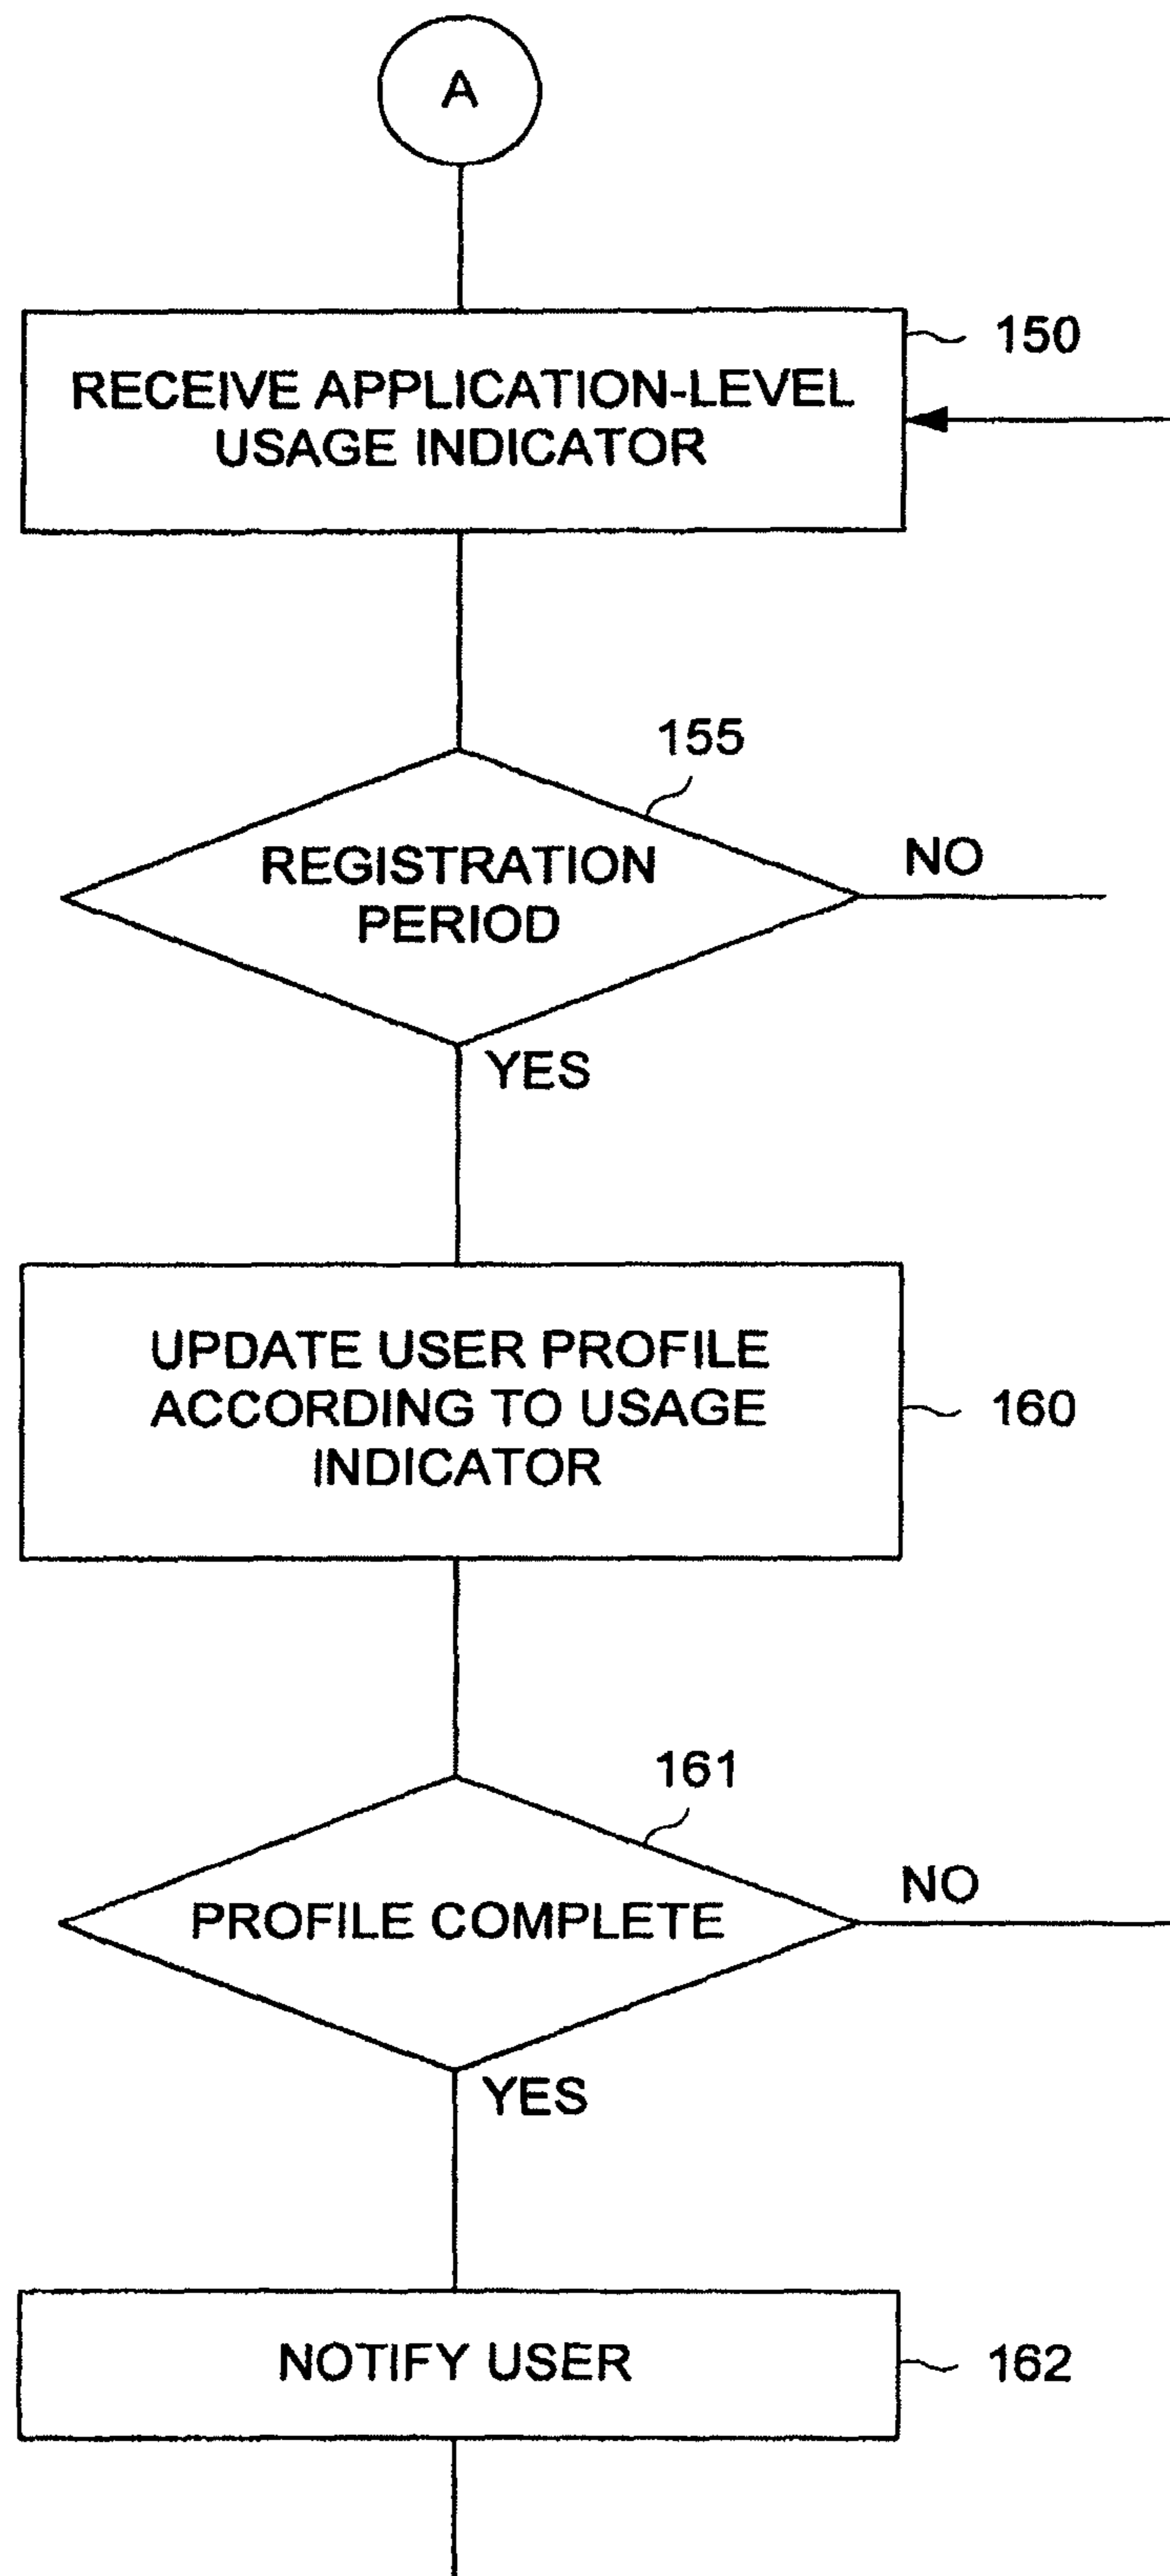 A
RECEIVE APPLICATION-LEVEL
USAGE INDICATOR
150
155
REGISTRATION
PERIOD
NO
YES
UPDATE USER PROFILE
ACCORDING TO USAGE
INDICATOR
160
161
PROFILE COMPLETE
NO
YES
NOTIFY USER
162